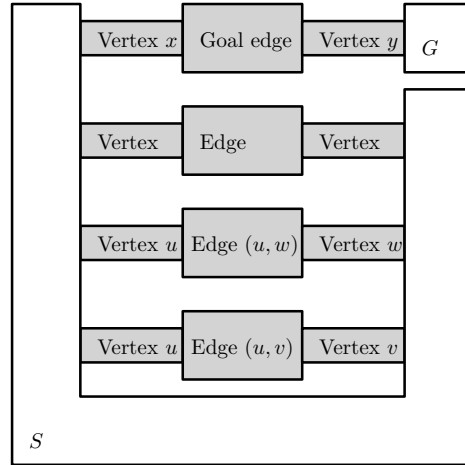 Vertex x Goal edge Vertex y G
Vertex Edge Vertex
Vertex u Edge (u, w) Vertex w
Vertex u Edge (u, v) Vertex v
S